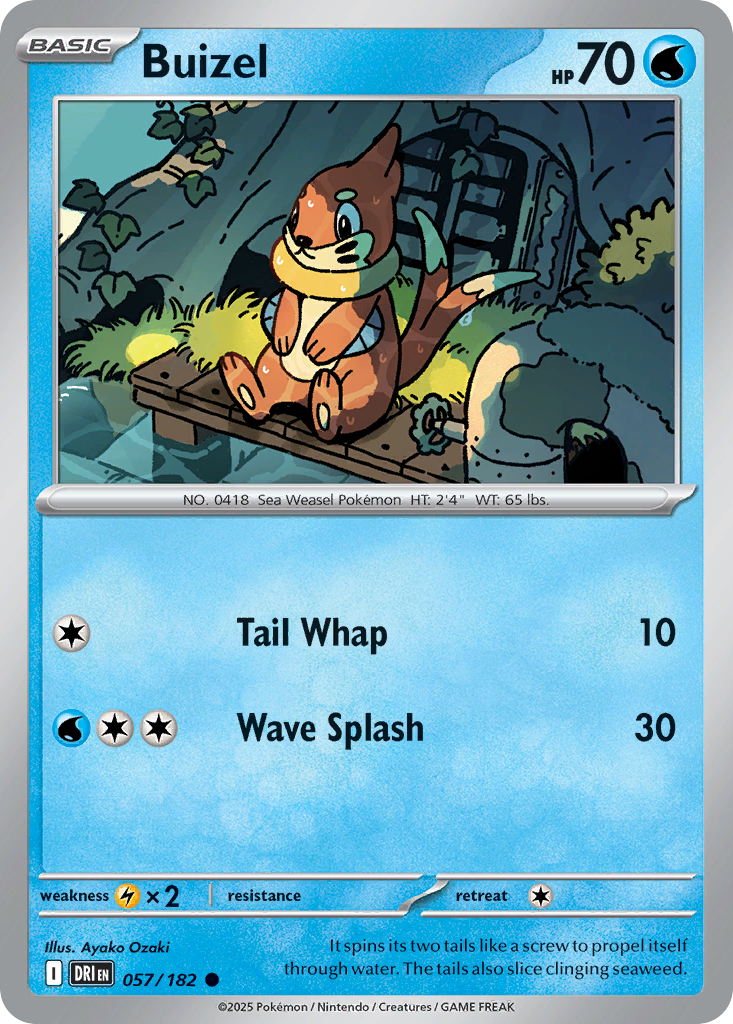 BASIC
Buizel
HP 70
NO. 0418 Sea Weasel Pokémon HT: 2'4" WT: 65 lbs.
Tail Whap 10
Wave Splash 30
weakness ×2 resistance retreat
Illus. Ayako Ozaki
It spins its two tails like a screw to propel itself
through water. The tails also slice clinging seaweed.
I DRI EN 057/182
©2025 Pokémon / Nintendo / Creatures / GAME FREAK